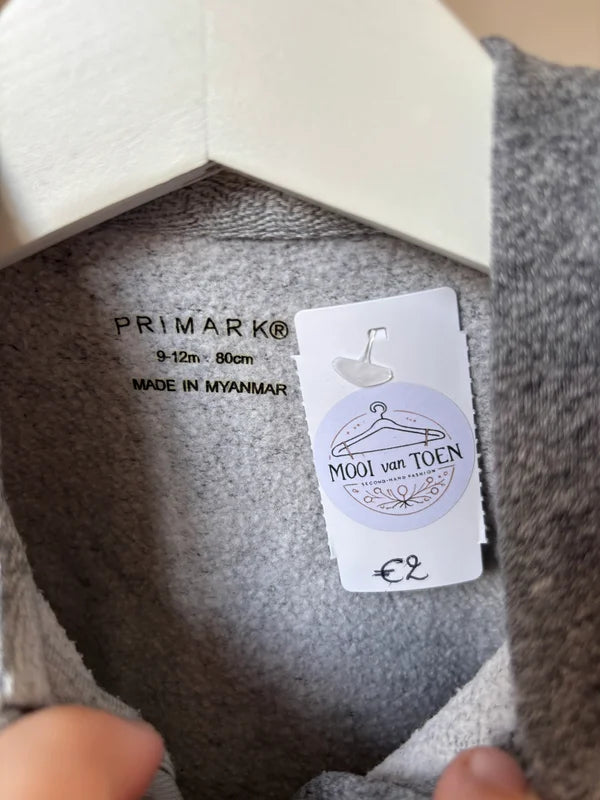 PRIMARK®
9-12m - 80cm
MADE IN MYANMAR
MOOI van TOEN
SECOND-HAND FASHION
€2